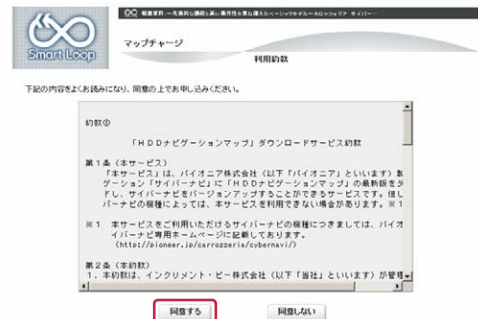 Smart Loop
マップチャージ
利用約款
下記の内容をよくお読みになり、同意の上でお申し込みください。
約款①
「HDDナビゲーションマップ」ダウンロードサービス約款
第1条（本サービス）
「本サービス」は、パイオニア株式会社（以下「パイオニア」といいます）製
ゲーション「サイバーナビ」に「HDDナビゲーションマップ」の最新版をダ
ドし、サイバーナビをバージョンアップすることができるサービスです。但し
バーナビの機種によっては、本サービスを利用できない場合があります。※1
※1 本サービスをご利用いただけるサイバーナビの機種につきましては、パイオ
イバーナビ専用ホームページに記載しております。
(http://pioneer.jp/carrozzeria/cybernavi/)
第2条（本約款）
1．本約款は、インクリメント・ピー株式会社（以下「当社」といいます）が管理
同意する
同意しない